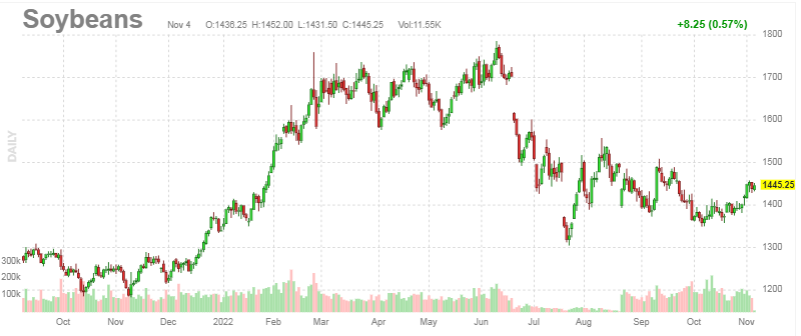 Soybeans Nov 4 O:1436.25 H:1452.00 L:1431.50 C:1445.25 Vol:11.55K +8.25 (0.57%)
1800
1700
1600
1500
1445.25
1400
1300
1200
DAILY
300k
200k
100k
Oct Nov Dec 2022 Feb Mar Apr May Jun Jul Aug Sep Oct Nov